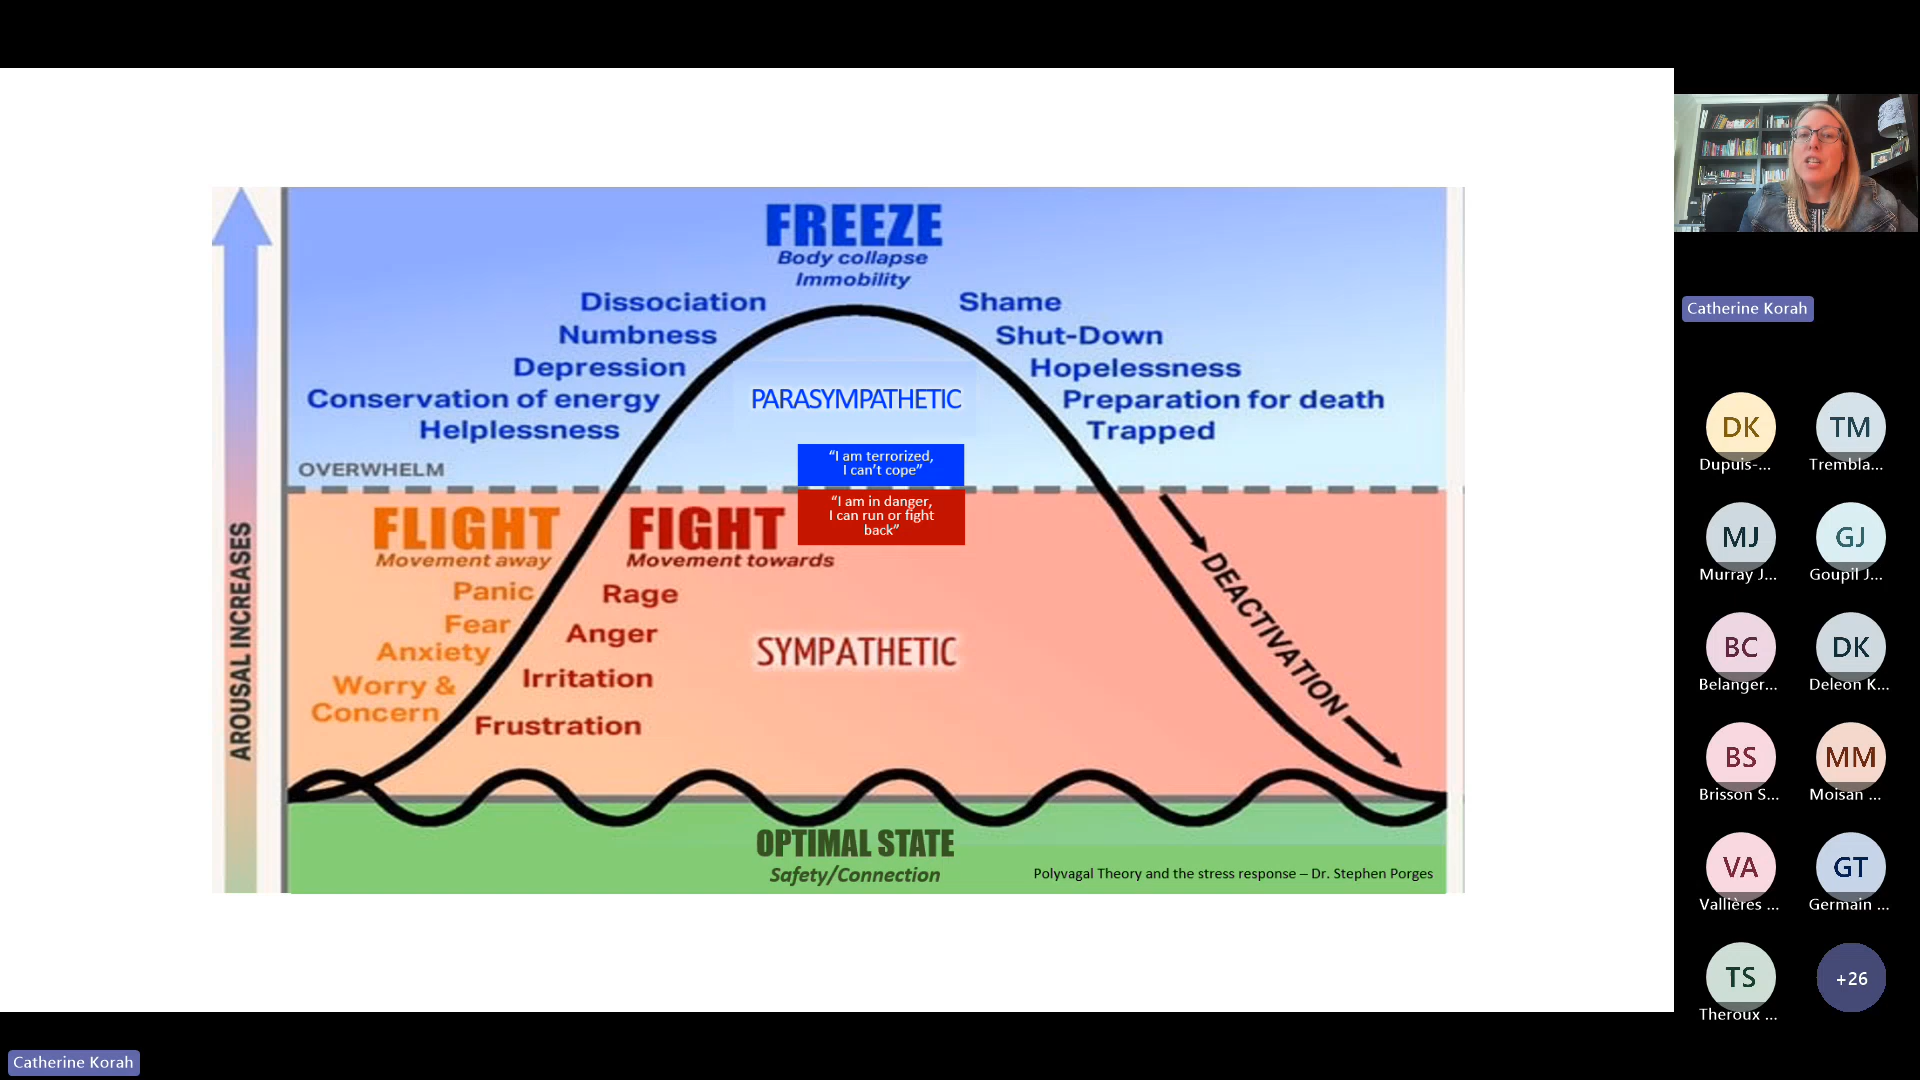 FREEZE
Body collapse
Immobility
Dissociation
Shame
Numbness
Shut-Down
Depression
Hopelessness
Conservation of energy
PARASYMPATHETIC
Preparation for death
Helplessness
Trapped
OVERWHELM
“I am terrorized,
I can’t cope”
“I am in danger,
I can run or fight
back”
FLIGHT
Movement away
FIGHT
Movement towards
Panic
Rage
Fear
Anger
Anxiety
Irritation
Worry &
Concern
Frustration
SYMPATHETIC
DEACTIVATION
AROUSAL INCREASES
OPTIMAL STATE
Safety/Connection
Polyvagal Theory and the stress response – Dr. Stephen Porges
Catherine Korah
DK
Dupuis-...
TM
Trembla...
MJ
Murray J...
GJ
Goupil J...
BC
Belanger...
DK
Deleon K...
BS
Brisson S...
MM
Moisan ...
VA
Vallières ...
GT
Germain ...
TS
Theroux ...
+26
Catherine Korah